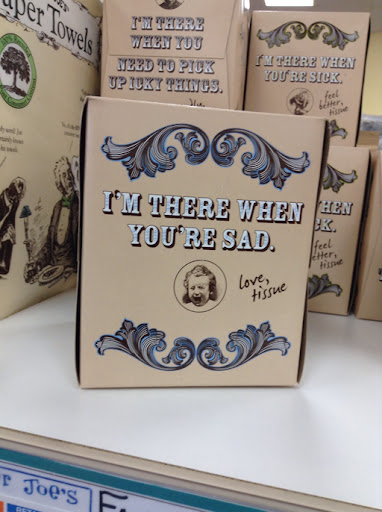 Paper Towels
I'M THERE
WHEN YOU
NEED TO PICK
UP ICKY THINGS.
I'M THERE WHEN
YOU'RE SICK.
feel
better,
tissue
I'M THERE WHEN
YOU'RE SAD.
love,
tissue
HEN
CK.
feel
etter,
tissue
Joe's